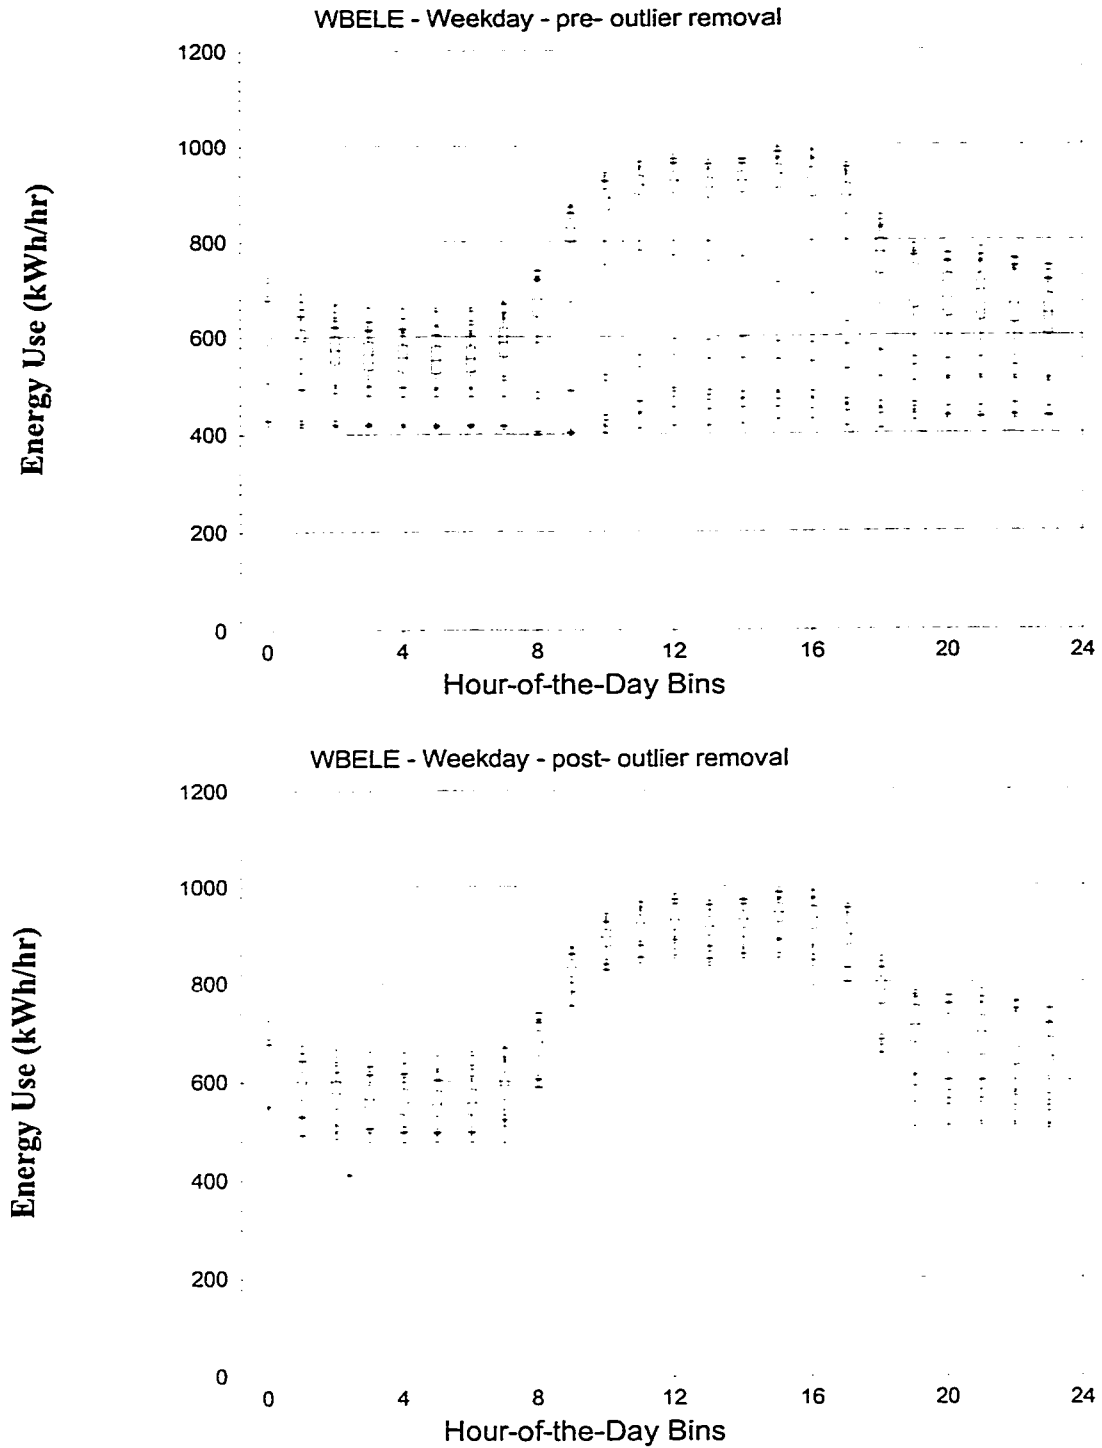 WBELE - Weekday - pre- outlier removal
1200
1000
800
600
400
200
0
Energy Use (kWh/hr)
0 4 8 12 16 20 24
Hour-of-the-Day Bins
WBELE - Weekday - post- outlier removal
1200
1000
800
600
400
200
0
Energy Use (kWh/hr)
0 4 8 12 16 20 24
Hour-of-the-Day Bins